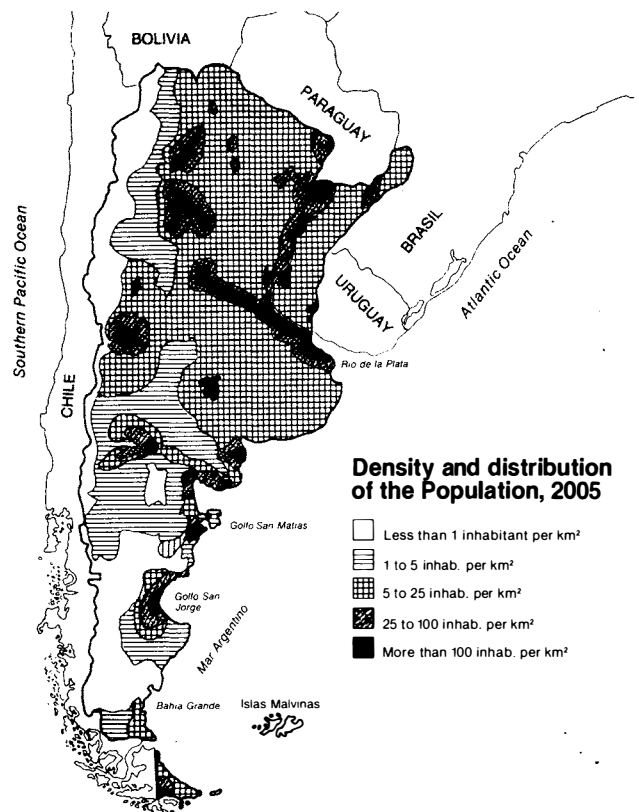 BOLIVIA
PARAGUAY
BRASIL
URUGUAY
Atlantic Ocean
Southern Pacific Ocean
CHILE
Rio de la Plata
Density and distribution
of the Population, 2005
Less than 1 inhabitant per km²
1 to 5 inhab. per km²
5 to 25 inhab. per km²
25 to 100 inhab. per km²
More than 100 inhab. per km²
Golfo San Matias
Golfo San
Jorge
Mar Argentino
Bahia Grande
Islas Malvinas